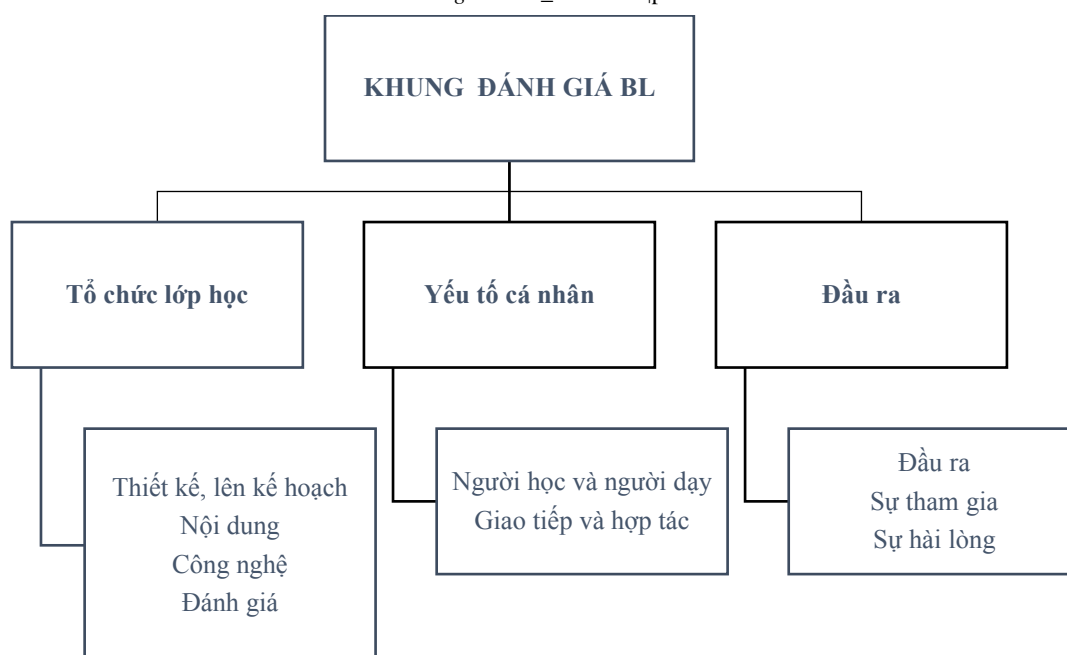 KHUNG ĐÁNH GIÁ BL
Tổ chức lớp học
Yếu tố cá nhân
Đầu ra
Thiết kế, lên kế hoạch
Nội dung
Công nghệ
Đánh giá
Người học và người dạy
Giao tiếp và hợp tác
Đầu ra
Sự tham gia
Sự hài lòng